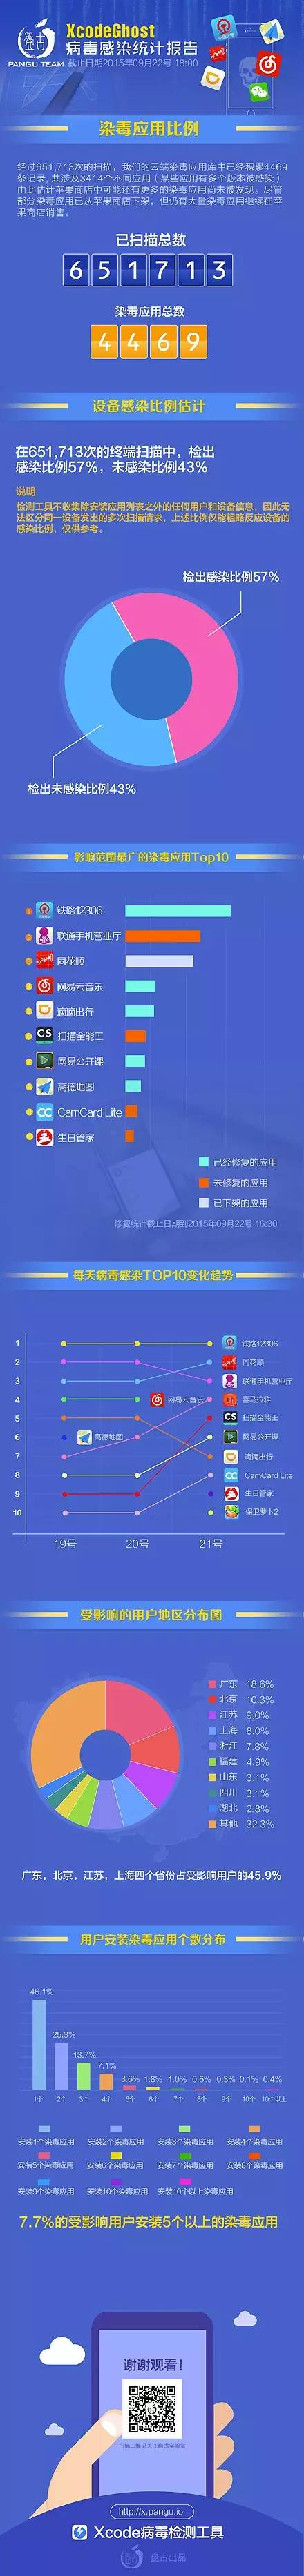 盘古
PANGU TEAM
XcodeGhost
病毒感染统计报告
截止日期2015年09月22号 18:00
染毒应用比例
经过651,713次的扫描，我们的云端染毒应用库中已经积累4469
条记录, 共涉及3414个不同应用（ 某些应用有多个版本被感染 ）
由此估计苹果商店中可能还有更多的染毒应用尚未被发现。尽管
部分染毒应用已从苹果商店下架，但仍有大量染毒应用继续在苹
果商店销售。
已扫描总数
651713
染毒应用总数
4469
设备感染比例估计
在651,713次的终端扫描中，检出
感染比例57%，未感染比例43%
说明
检测工具不收集除安装应用列表之外的任何用户和设备信息，因此无
法区分同一设备发出的多次扫描请求，上述比例仅能粗略反应设备的
感染比例，仅供参考。
检出感染比例57%
检出未感染比例43%
影响范围最广的染毒应用Top10
铁路12306
联通手机营业厅
同花顺
网易云音乐
滴滴出行
CS 扫描全能王
网易公开课
高德地图
CC CamCard Lite
生日管家
已经修复的应用
未修复的应用
已下架的应用
修复统计截止日期到2015年09月22号 16:30
每天病毒感染TOP10变化趋势
1 铁路12306
2 同花顺
3 联通手机营业厅
4 网易云音乐 喜马拉雅
5 CS 扫描全能王
6 高德地图 网易公开课
7 滴滴出行
8 CC CamCard Lite
9 生日管家
10 保卫萝卜2
19号 20号 21号
受影响的用户地区分布图
广东 18.6%
北京 10.3%
江苏 9.0%
上海 8.0%
浙江 7.8%
福建 4.9%
山东 3.1%
四川 3.1%
湖北 2.8%
其他 32.3%
广东，北京，江苏，上海四个省份占受影响用户的45.9%
用户安装染毒应用个数分布
46.1% 25.3% 13.7% 7.1% 3.6% 1.8% 1.0% 0.5% 0.3% 0.1% 0.4%
1个 2个 3个 4个 5个 6个 7个 8个 9个 10个 10个以上
安装1个染毒应用 安装2个染毒应用 安装3个染毒应用 安装4个染毒应用
安装5个染毒应用 安装6个染毒应用 安装7个染毒应用 安装8个染毒应用
安装9个染毒应用 安装10个染毒应用 安装10个以上染毒应用
7.7%的受影响用户安装5个以上的染毒应用
谢谢观看!
扫描二维码关注盘古实验室
http://x.pangu.io
Xcode病毒检测工具
盘古出品